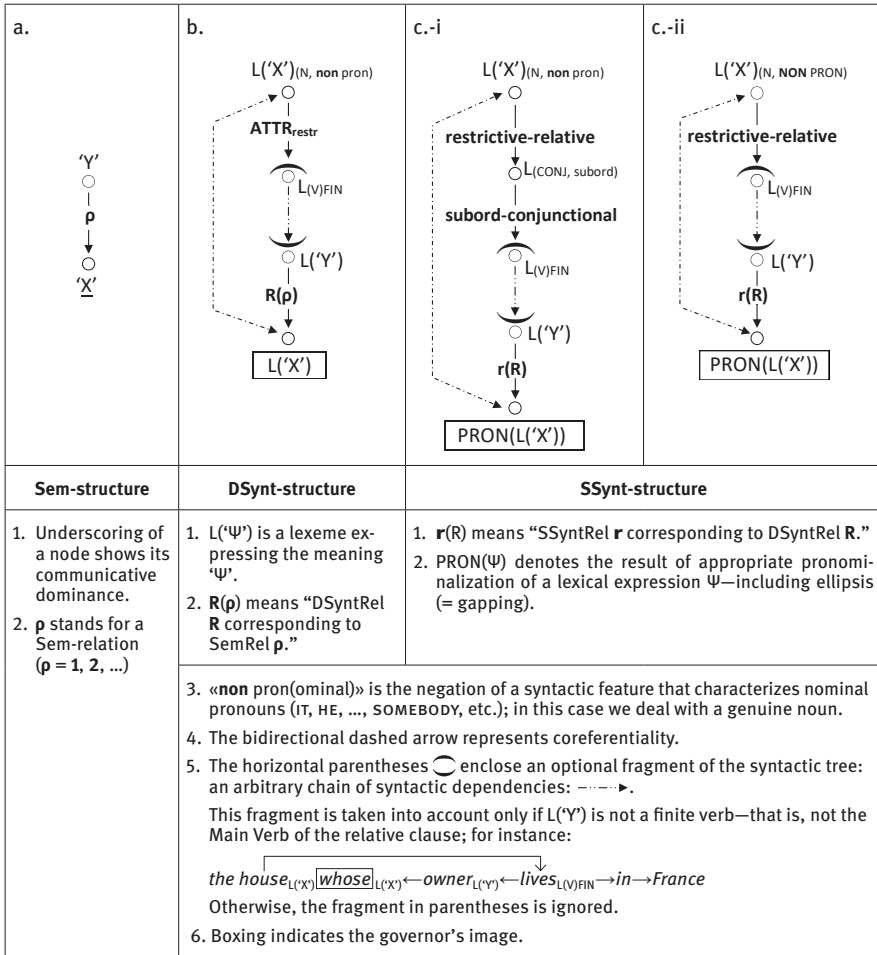 a.
‘Y’
ρ
‘X’
b.
L(‘X’)(N, non pron)
ATTRrestr
L(V)FIN
L(‘Y’)
R(ρ)
L(‘X’)
c.-i
L(‘X’)(N, non pron)
restrictive-relative
L(CONJ, subord)
subord-conjunctional
L(V)FIN
L(‘Y’)
r(R)
PRON(L(‘X’))
c.-ii
L(‘X’)(N, NON PRON)
restrictive-relative
L(V)FIN
L(‘Y’)
r(R)
PRON(L(‘X’))
Sem-structure
DSynt-structure
SSynt-structure
1. Underscoring of
a node shows its
communicative
dominance.
2. ρ stands for a
Sem-relation
(ρ = 1, 2, …)
1. L(‘Ψ’) is a lexeme ex-
pressing the meaning
‘Ψ’.
2. R(ρ) means “DSyntRel
R corresponding to
SemRel ρ.”
1. r(R) means “SSyntRel r corresponding to DSyntRel R.”
2. PRON(Ψ) denotes the result of appropriate pronomi-
nalization of a lexical expression Ψ—including ellipsis
(= gapping).
3. «non pron(ominal)» is the negation of a syntactic feature that characterizes nominal
pronouns (IT, HE, …, SOMEBODY, etc.); in this case we deal with a genuine noun.
4. The bidirectional dashed arrow represents coreferentiality.
5. The horizontal parentheses enclose an optional fragment of the syntactic tree:
an arbitrary chain of syntactic dependencies: –··–··►.
This fragment is taken into account only if L(‘Y’) is not a finite verb—that is, not the
Main Verb of the relative clause; for instance:
the houseL(‘X’) whose L(‘X’)←ownerL(‘Y’)←livesL(V)FIN→in→France
Otherwise, the fragment in parentheses is ignored.
6. Boxing indicates the governor’s image.